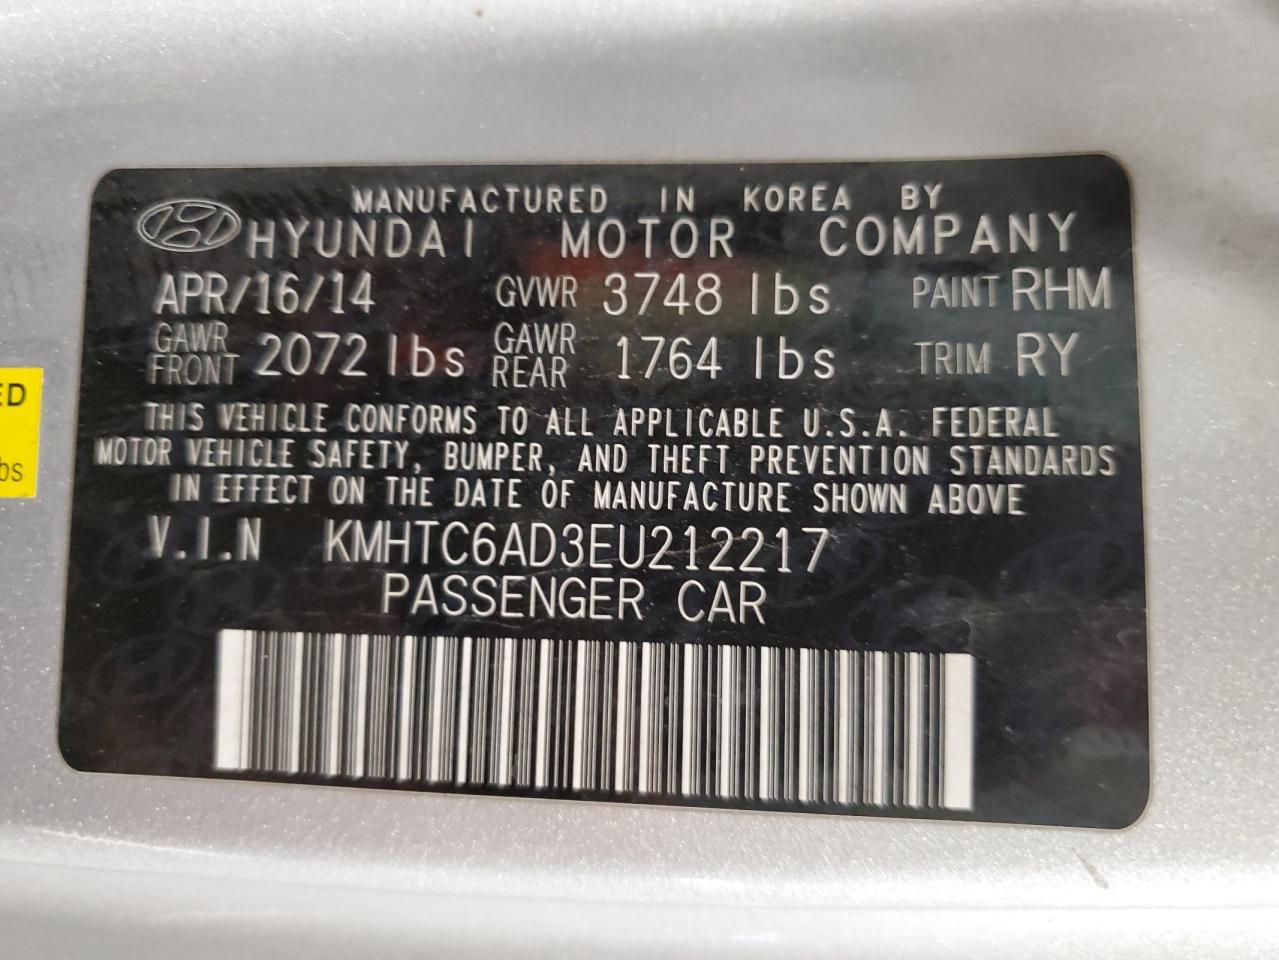 MANUFACTURED IN KOREA BY
HYUNDAI MOTOR COMPANY
APR/16/14 GVWR 3748 lbs PAINT RHM
GAWR FRONT 2072 lbs GAWR REAR 1764 lbs TRIM RY
THIS VEHICLE CONFORMS TO ALL APPLICABLE U.S.A. FEDERAL
MOTOR VEHICLE SAFETY, BUMPER, AND THEFT PREVENTION STANDARDS
IN EFFECT ON THE DATE OF MANUFACTURE SHOWN ABOVE
V.I.N KMHTC6AD3EU212217
PASSENGER CAR